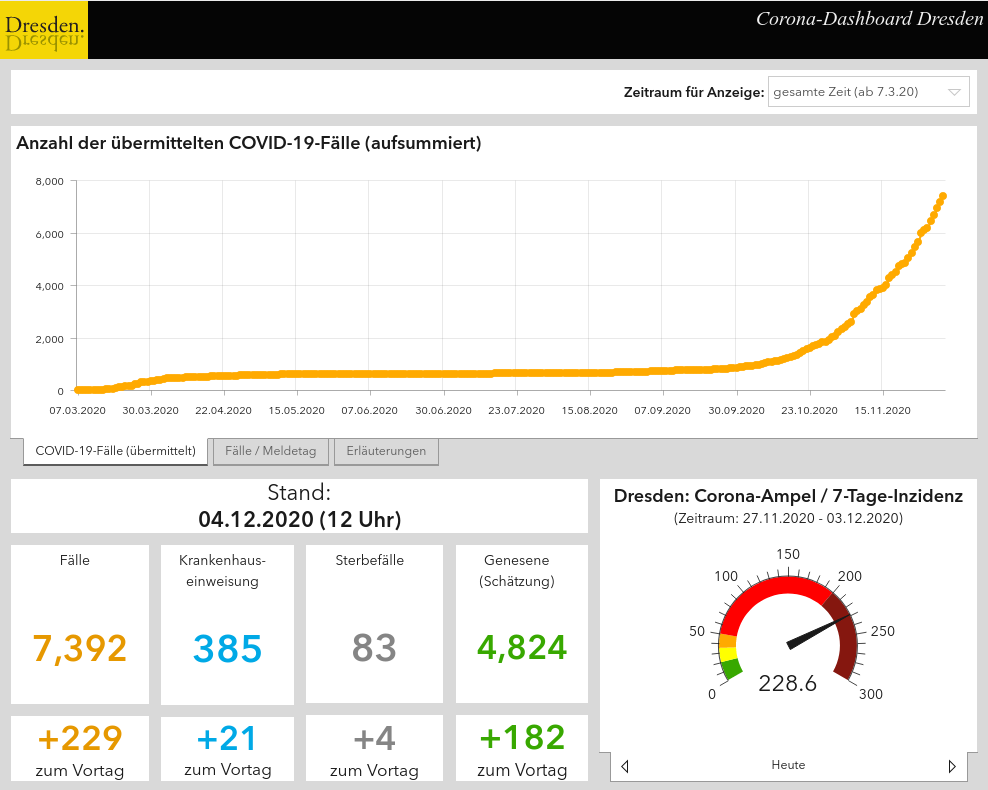 Dresden.
Dresden.
Corona-Dashboard Dresden
Zeitraum für Anzeige: gesamte Zeit (ab 7.3.20)
Anzahl der übermittelten COVID-19-Fälle (aufsummiert)
8,000
6,000
4,000
2,000
0
07.03.2020 30.03.2020 22.04.2020 15.05.2020 07.06.2020 30.06.2020 23.07.2020 15.08.2020 07.09.2020 30.09.2020 23.10.2020 15.11.2020
COVID-19-Fälle (übermittelt) Fälle / Meldetag Erläuterungen
Stand:
04.12.2020 (12 Uhr)
Fälle
7,392
+229
zum Vortag
Krankenhaus-
einweisung
385
+21
zum Vortag
Sterbefälle
83
+4
zum Vortag
Genesene
(Schätzung)
4,824
+182
zum Vortag
Dresden: Corona-Ampel / 7-Tage-Inzidenz
(Zeitraum: 27.11.2020 - 03.12.2020)
0
50
100
150
200
250
300
228.6
Heute